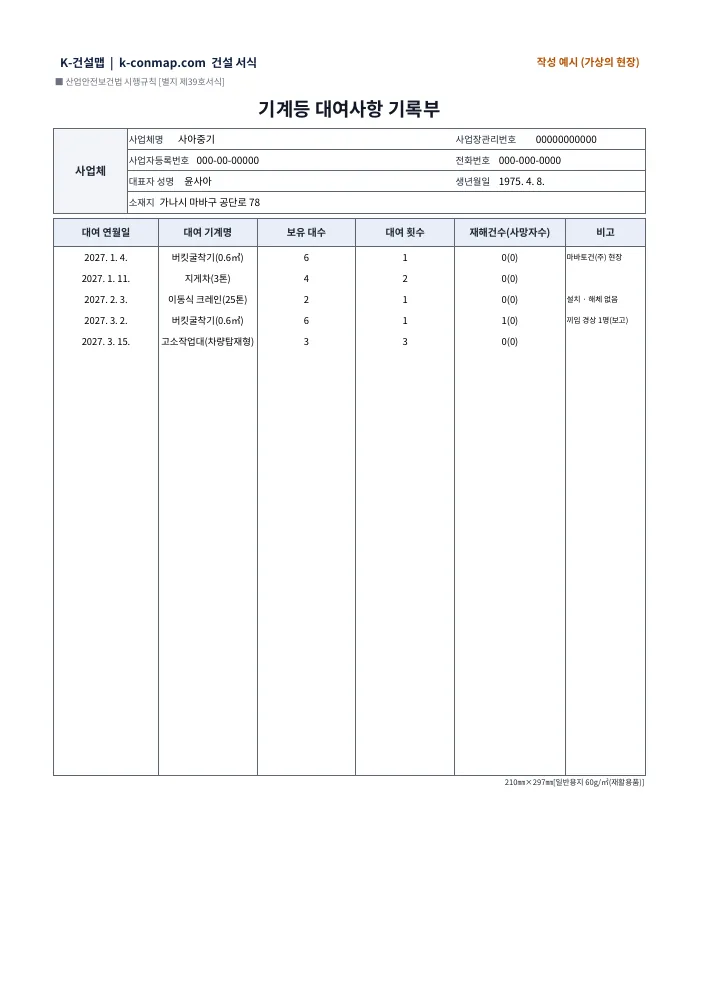 K-건설맵 | k-conmap.com 건설 서식
작성 예시 (가상의 현장)
■ 산업안전보건법 시행규칙 [별지 제39호서식]
기계등 대여사항 기록부
사업체
사업체명 사아중기 사업장관리번호 00000000000
사업자등록번호 000-00-00000 전화번호 000-000-0000
대표자 성명 윤사아 생년월일 1975. 4. 8.
소재지 가나시 마바구 공단로 78
대여 연월일 대여 기계명 보유 대수 대여 횟수 재해건수(사망자수) 비고
2027. 1. 4. 버킷굴착기(0.6㎥) 6 1 0(0) 마바토건(주) 현장
2027. 1. 11. 지게차(3톤) 4 2 0(0)
2027. 2. 3. 이동식 크레인(25톤) 2 1 0(0) 설치ㆍ해체 없음
2027. 3. 2. 버킷굴착기(0.6㎥) 6 1 1(0) 끼임 경상 1명(보고)
2027. 3. 15. 고소작업대(차량탑재형) 3 3 0(0)
210㎜×297㎜[일반용지 60g/㎡(재활용품)]